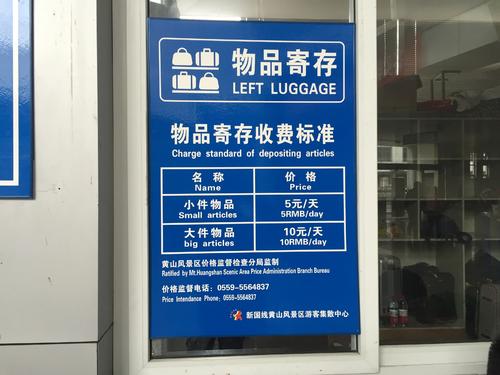 物品寄存
LEFT LUGGAGE
物品寄存收费标准
Charge standard of depositing articles
名 称 价 格
Name Price
小件物品 5元/天
Small articles 5RMB/day
大件物品 10元/天
big articles 10RMB/day
黄山风景区价格监督检查分局监制
Ratified by Mt.Huangshan Scenic Area Price Administration Branch Bureau
价格监督电话：0559-5564837
Price Intendance Phone: 0559-5564837
新国线黄山风景区游客集散中心